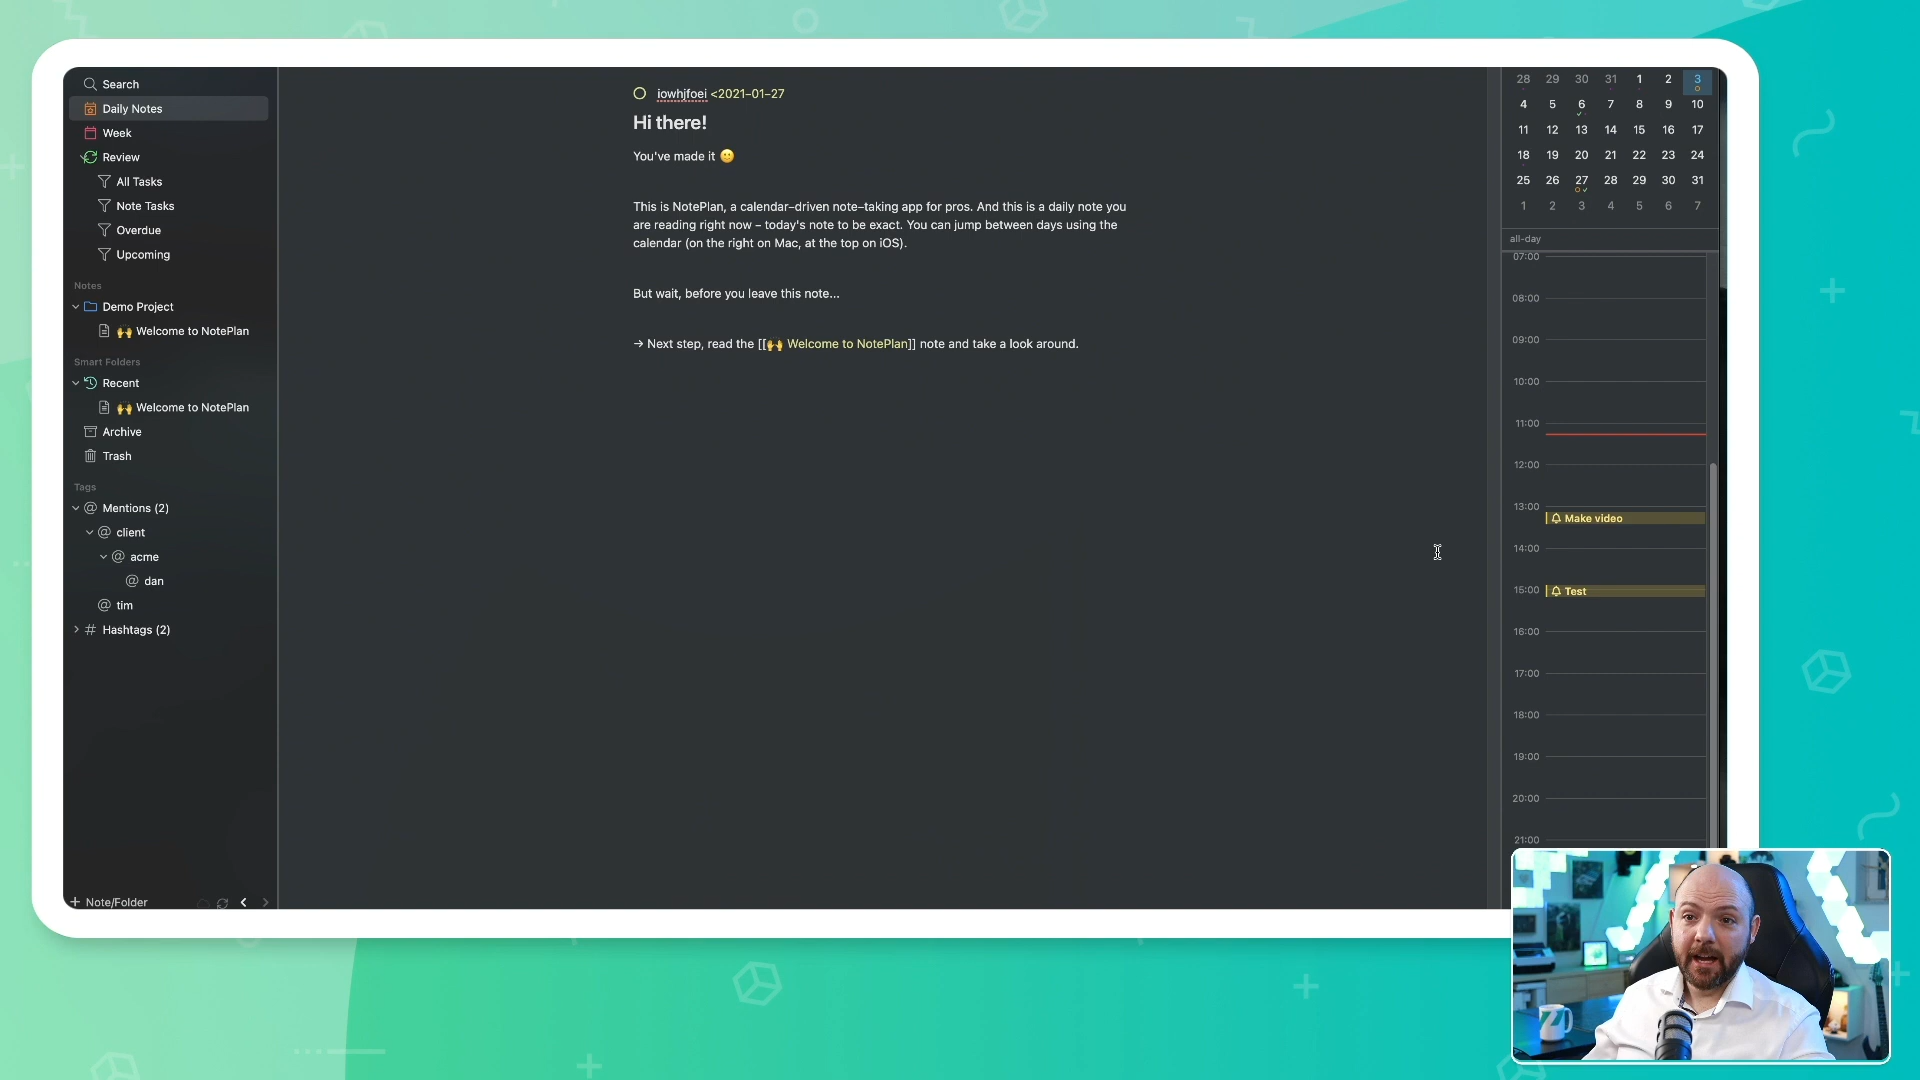 Search
Daily Notes
Week
Review
All Tasks
Note Tasks
Overdue
Upcoming
Notes
Demo Project
🙌 Welcome to NotePlan
Smart Folders
Recent
🙌 Welcome to NotePlan
Archive
Trash
Tags
Mentions (2)
@ client
@ acme
@ dan
@ tim
# Hashtags (2)
+ Note/Folder
iowhjfoei <2021-01-27
Hi there!
You've made it 🙂
This is NotePlan, a calendar-driven note-taking app for pros. And this is a daily note you
are reading right now – today's note to be exact. You can jump between days using the
calendar (on the right on Mac, at the top on iOS).
But wait, before you leave this note...
→ Next step, read the [[🙌 Welcome to NotePlan]] note and take a look around.
28 29 30 31 1 2 3
4 5 6 7 8 9 10
11 12 13 14 15 16 17
18 19 20 21 22 23 24
25 26 27 28 29 30 31
1 2 3 4 5 6 7
all-day
07:00
08:00
09:00
10:00
11:00
12:00
13:00
Make video
14:00
15:00
Test
16:00
17:00
18:00
19:00
20:00
21:00